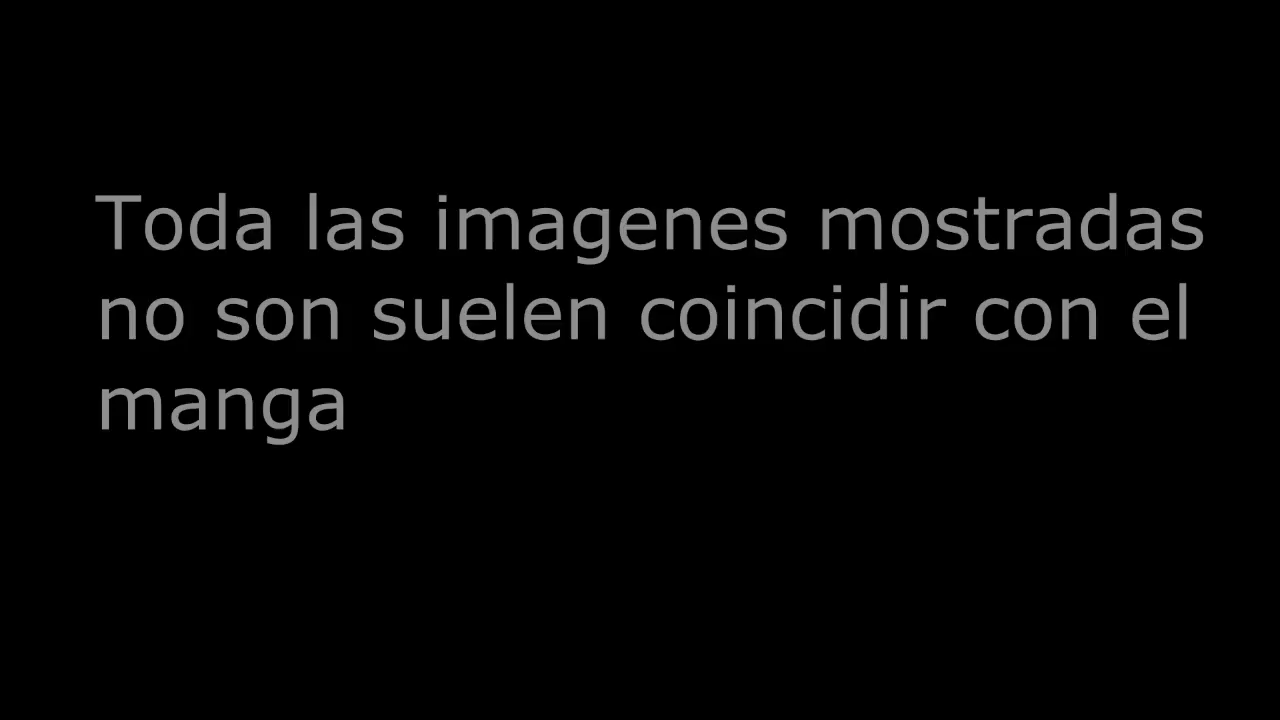 Toda las imagenes mostradas
no son suelen coincidir con el
manga